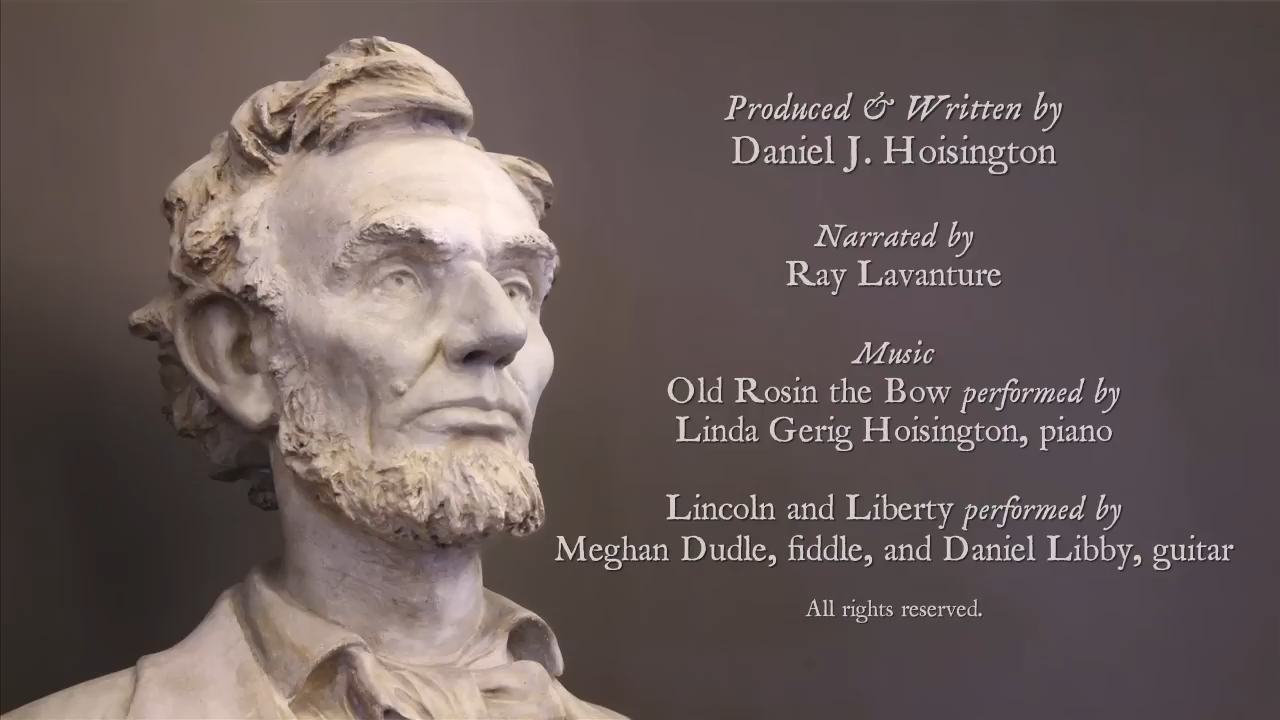 Produced & Written by
Daniel J. Hoisington
Narrated by
Ray Lavanture
Music
Old Rosin the Bow performed by
Linda Gerig Hoisington, piano
Lincoln and Liberty performed by
Meghan Dudle, fiddle, and Daniel Libby, guitar
All rights reserved.